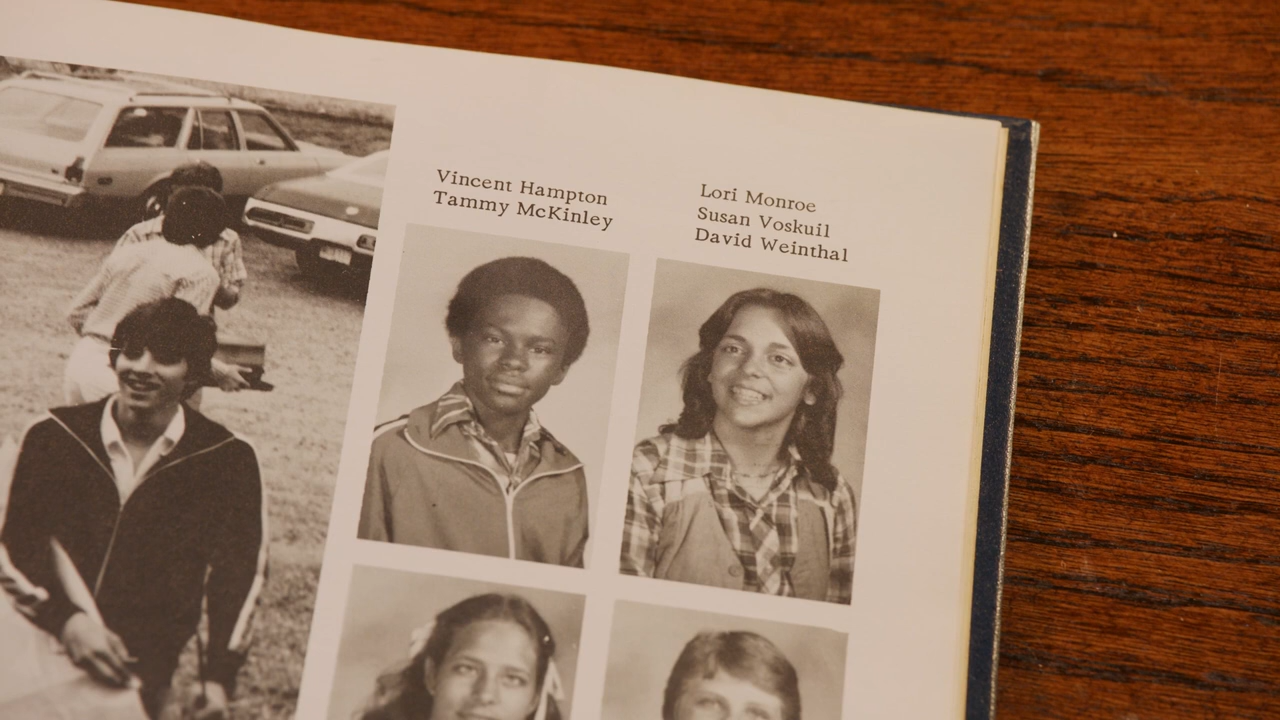 Vincent Hampton
Tammy McKinley
Lori Monroe
Susan Voskuil
David Weinthal